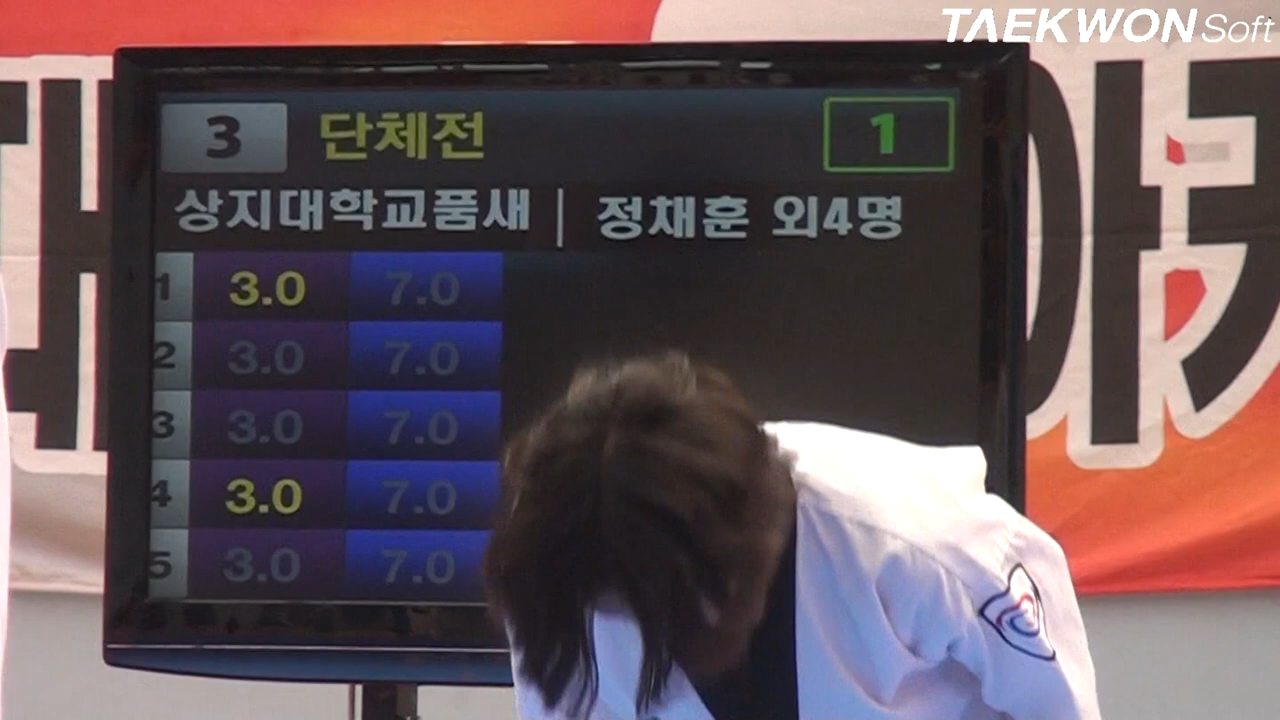 TAEKWON Soft
3 단체전 1
상지대학교품새 | 정채훈 외4명
1 3.0 7.0
2 3.0 7.0
3 3.0 7.0
4 3.0 7.0
5 3.0 7.0